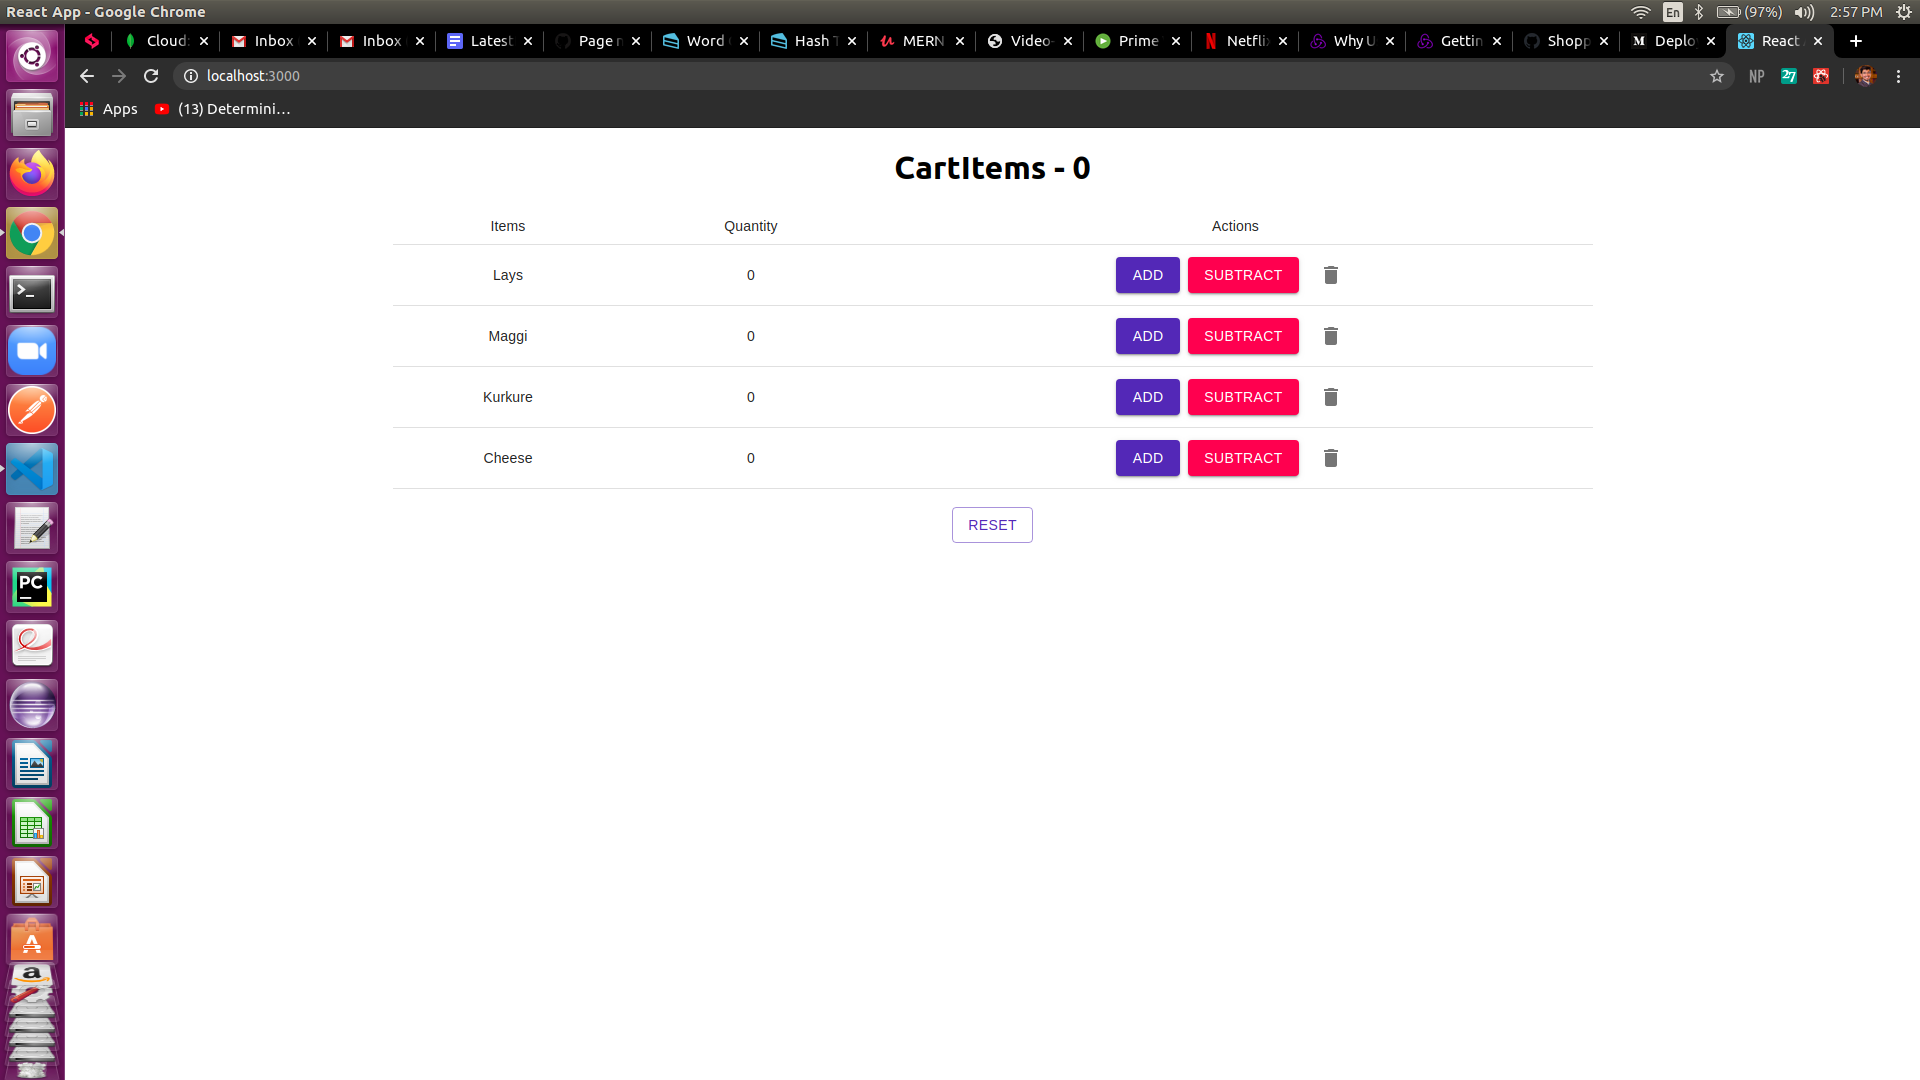 React App - Google Chrome
En
(97%)
2:57 PM
Cloud:
Inbox
Inbox
Latest
Page n
Word
Hash T
MERN
Video-
Prime
Netfli
Why U
Gettin
Shopp
Deplo
React
localhost:3000
NP
27
Apps
(13) Determini...
CartItems - 0
Items Quantity Actions
Lays 0 ADD SUBTRACT
Maggi 0 ADD SUBTRACT
Kurkure 0 ADD SUBTRACT
Cheese 0 ADD SUBTRACT
RESET
PC